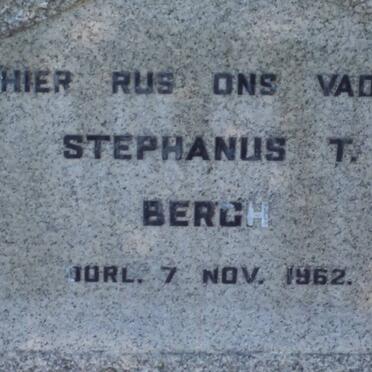 HIER RUS ONS VAD
STEPHANUS T.
BERGH
OORL. 7 NOV. 1962.